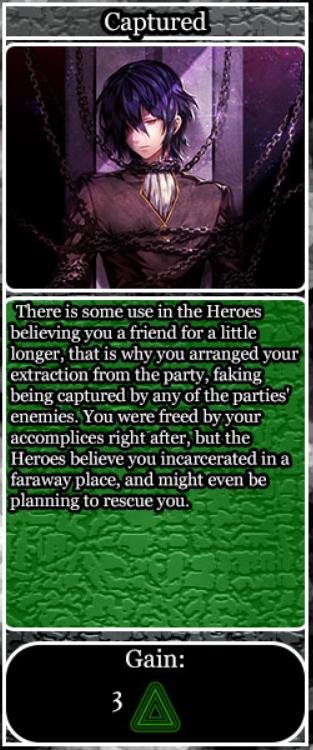 Captured
There is some use in the Heroes
believing you a friend for a little
longer, that is why you arranged your
extraction from the party, faking
being captured by any of the parties'
enemies. You were freed by your
accomplices right after, but the
Heroes believe you incarcerated in a
faraway place, and might even be
planning to rescue you.
Gain:
3